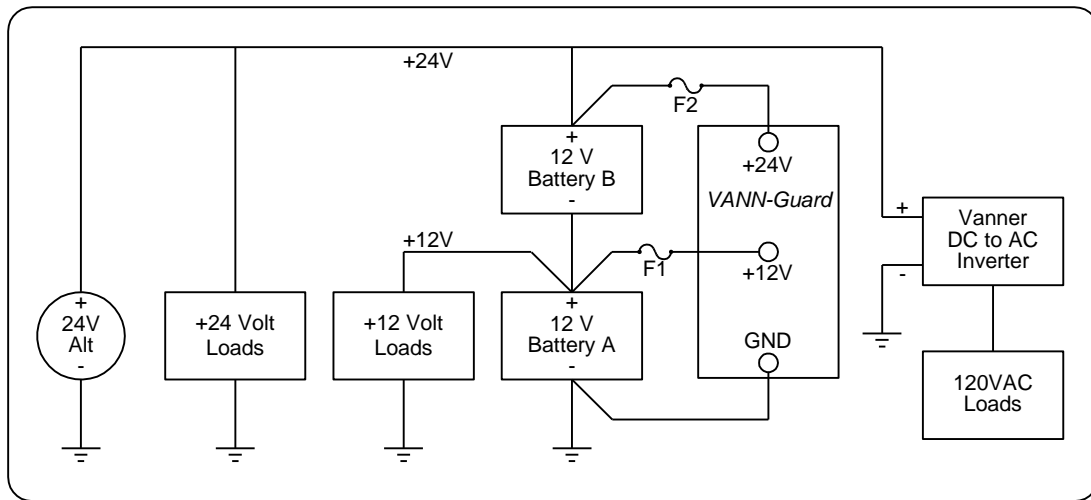 +24V
F2
+
12 V
Battery B
-
+24V
VANN-Guard
+
Vanner
DC to AC
Inverter
-
+12V
F1
+12V
+
24V
Alt
-
+24 Volt
Loads
+12 Volt
Loads
+
12 V
Battery A
-
GND
120VAC
Loads